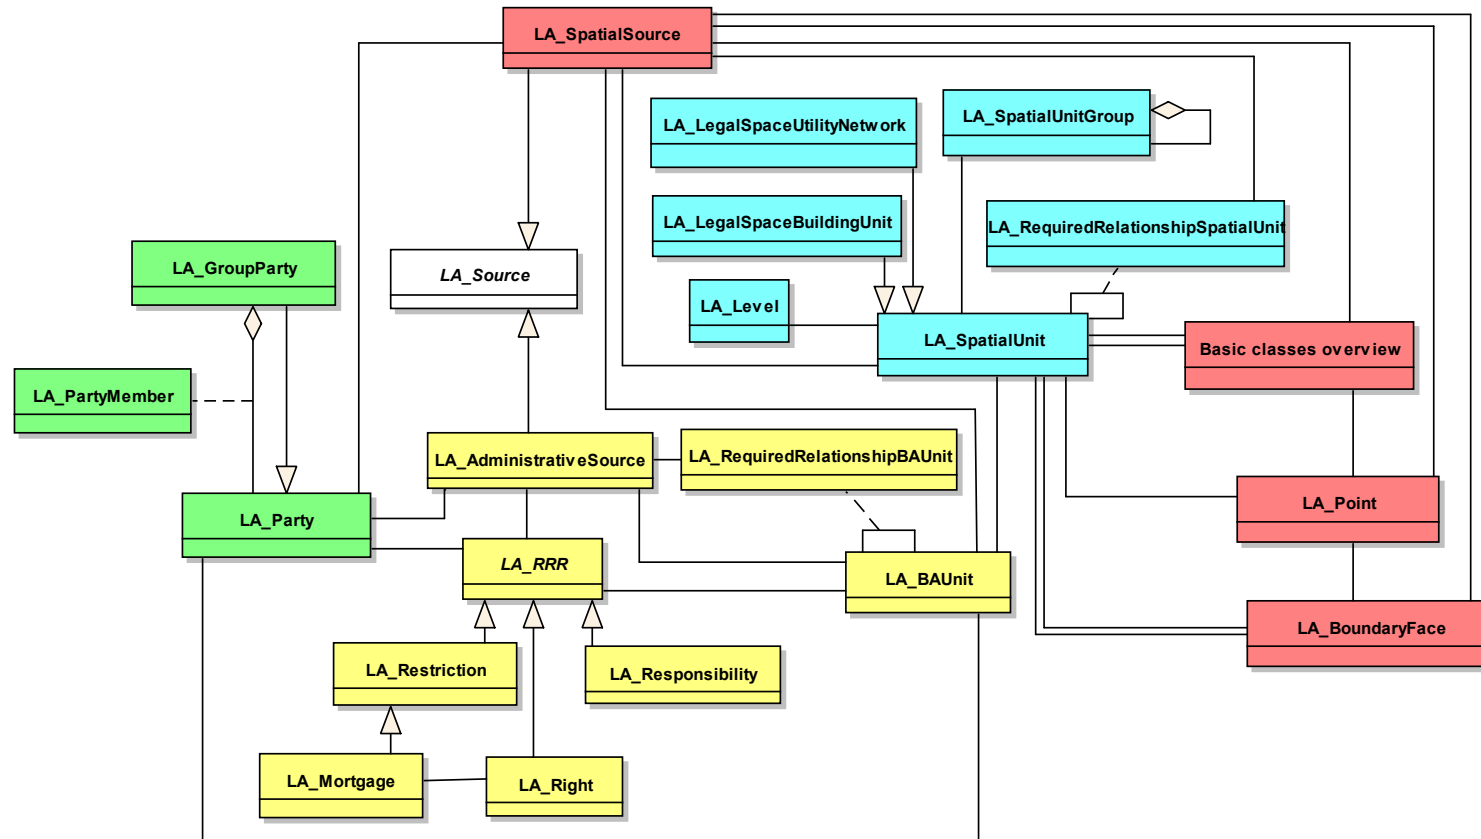 LA_SpatialSource
LA_LegalSpaceUtilityNetwork
LA_SpatialUnitGroup
LA_LegalSpaceBuildingUnit
LA_RequiredRelationshipSpatialUnit
LA_GroupParty
LA_Source
LA_Level
LA_SpatialUnit
Basic classes overview
LA_PartyMember
LA_AdministrativeSource
LA_RequiredRelationshipBAUnit
LA_Party
LA_Point
LA_RRR
LA_BAUnit
LA_BoundaryFace
LA_Restriction
LA_Responsibility
LA_Mortgage
LA_Right